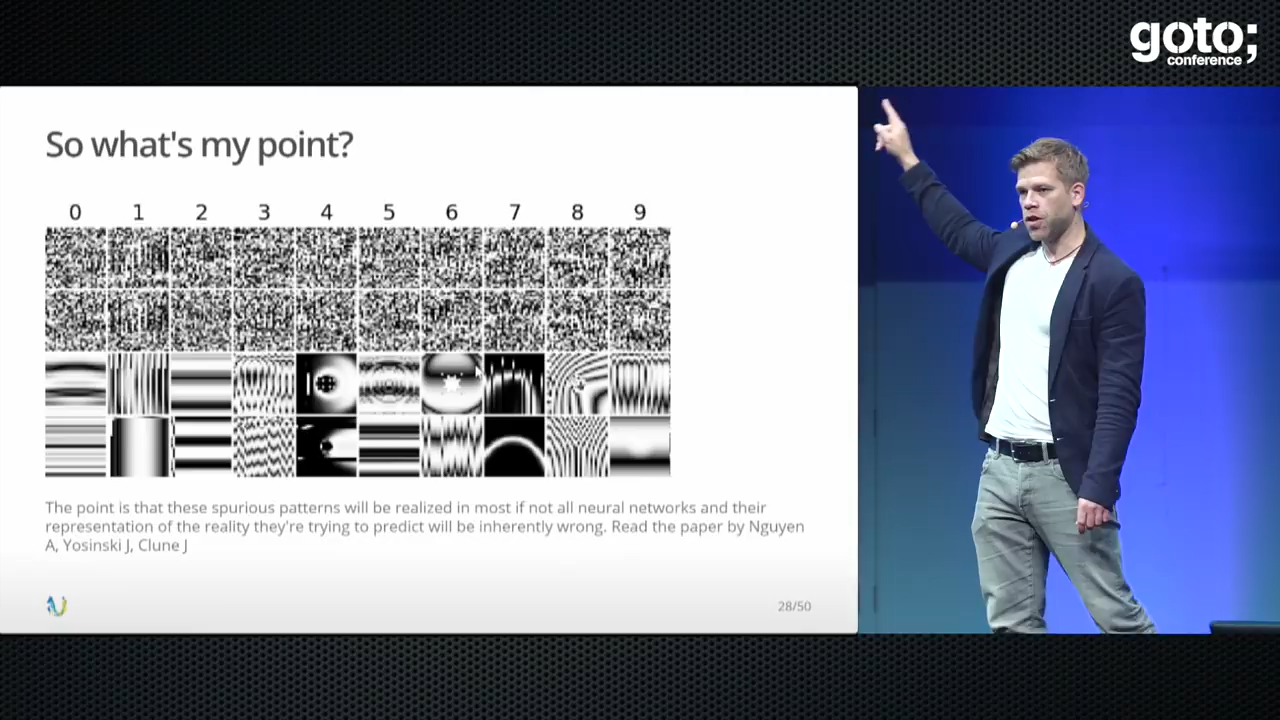 goto;
conference
So what's my point?
0 1 2 3 4 5 6 7 8 9
The point is that these spurious patterns will be realized in most if not all neural networks and their
representation of the reality they're trying to predict will be inherently wrong. Read the paper by Nguyen
A, Yosinski J, Clune J
28/50